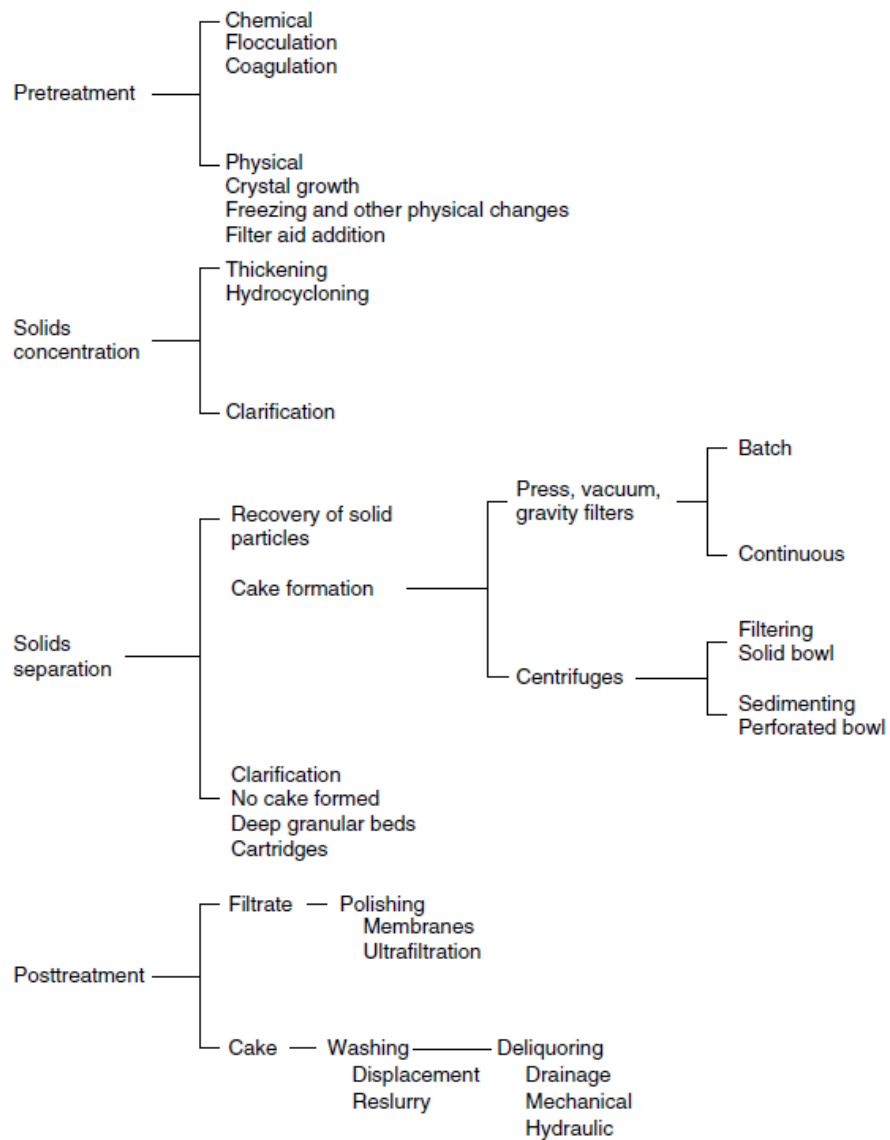 Pretreatment
Chemical
Flocculation
Coagulation
Physical
Crystal growth
Freezing and other physical changes
Filter aid addition
Solids
concentration
Thickening
Hydrocycloning
Clarification
Solids
separation
Recovery of solid
particles
Cake formation
Press, vacuum,
gravity filters
Batch
Continuous
Centrifuges
Filtering
Solid bowl
Sedimenting
Perforated bowl
Clarification
No cake formed
Deep granular beds
Cartridges
Posttreatment
Filtrate
Polishing
Membranes
Ultrafiltration
Cake
Washing
Displacement
Reslurry
Deliquoring
Drainage
Mechanical
Hydraulic